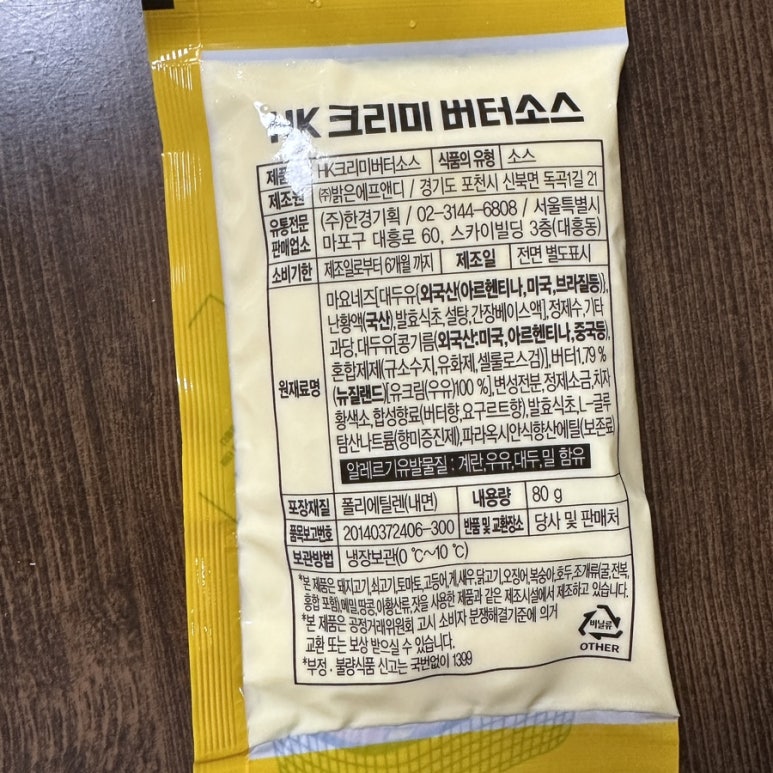 HK 크리미 버터소스
제품명 HK크리미버터소스 식품의 유형 소스
제조원 ㈜밝은에프앤디 / 경기도 포천시 신북면 독곡1길 21
유통전문판매업소 (주)한경기획 / 02-3144-6808 / 서울특별시
마포구 대흥로 60, 스카이빌딩 3층(대흥동)
소비기한 제조일로부터 6개월 까지 제조일 전면 별도표시
원재료명 마요네즈[대두유(외국산(아르헨티나,미국,브라질등)),
난황액(국산),발효식초,설탕,간장베이스액],정제수,기타
과당,대두유[콩기름(외국산:미국,아르헨티나,중국등),
혼합제제(규소수지,유화제,셀룰로스검)],버터1.79%
(뉴질랜드)[유크림(우유)100 %],변성전분,정제소금,치자
황색소,합성향료(버터향,요구르트향),발효식초,L-글루
탐산나트륨(향미증진제),파라옥시안식향산에틸(보존료)
알레르기유발물질 : 계란,우유,대두,밀 함유
포장재질 폴리에틸렌(내면) 내용량 80 g
품목보고번호 20140372406-300 반품 및 교환장소 당사 및 판매처
보관방법 냉장보관(0 ℃~10 ℃)
*본 제품은 돼지고기,쇠고기,토마토,고등어,게,새우,닭고기,오징어,복숭아,호두,조개류(굴,전복,
홍합 포함),메밀,땅콩,아황산류,잣을 사용한 제품과 같은 제조시설에서 제조하고 있습니다.
*본 제품은 공정거래위원회 고시 소비자 분쟁해결기준에 의거
교환 또는 보상 받으실 수 있습니다.
*부정 . 불량식품 신고는 국번없이 1399
비닐류
OTHER